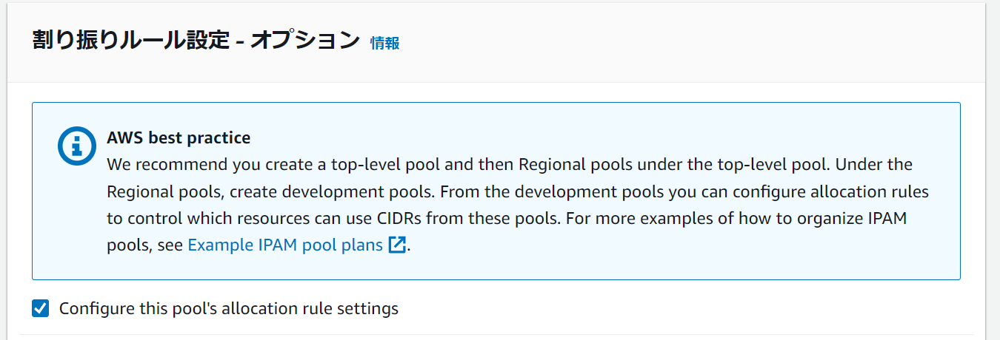 割り振りルール設定 - オプション 情報
AWS best practice
We recommend you create a top-level pool and then Regional pools under the top-level pool. Under the
Regional pools, create development pools. From the development pools you can configure allocation rules
to control which resources can use CIDRs from these pools. For more examples of how to organize IPAM
pools, see Example IPAM pool plans.
Configure this pool's allocation rule settings